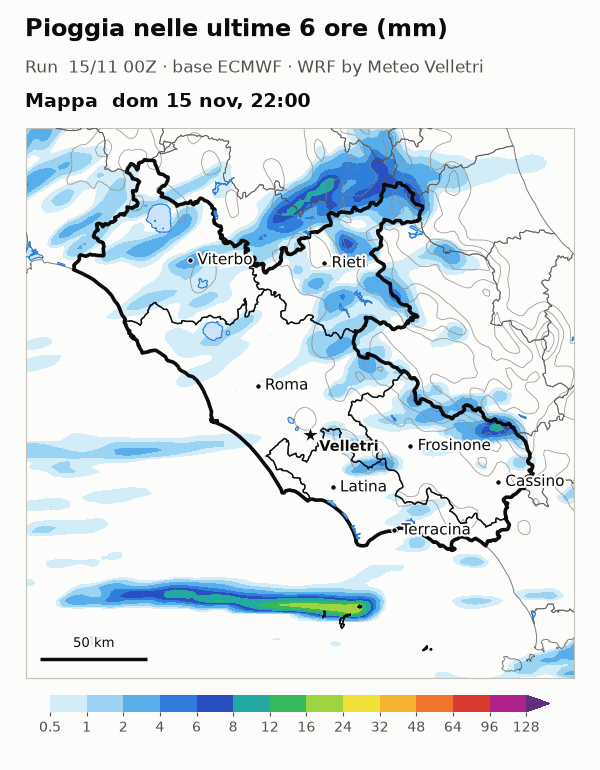 Pioggia nelle ultime 6 ore (mm)
Run  15/11 00Z · base ECMWF · WRF by Meteo Velletri
Mappa  dom 15 nov, 22:00
Viterbo
Rieti
Roma
Velletri
Frosinone
Cassino
Latina
Terracina
50 km
0.5 1 2 4 6 8 12 16 24 32 48 64 96 128